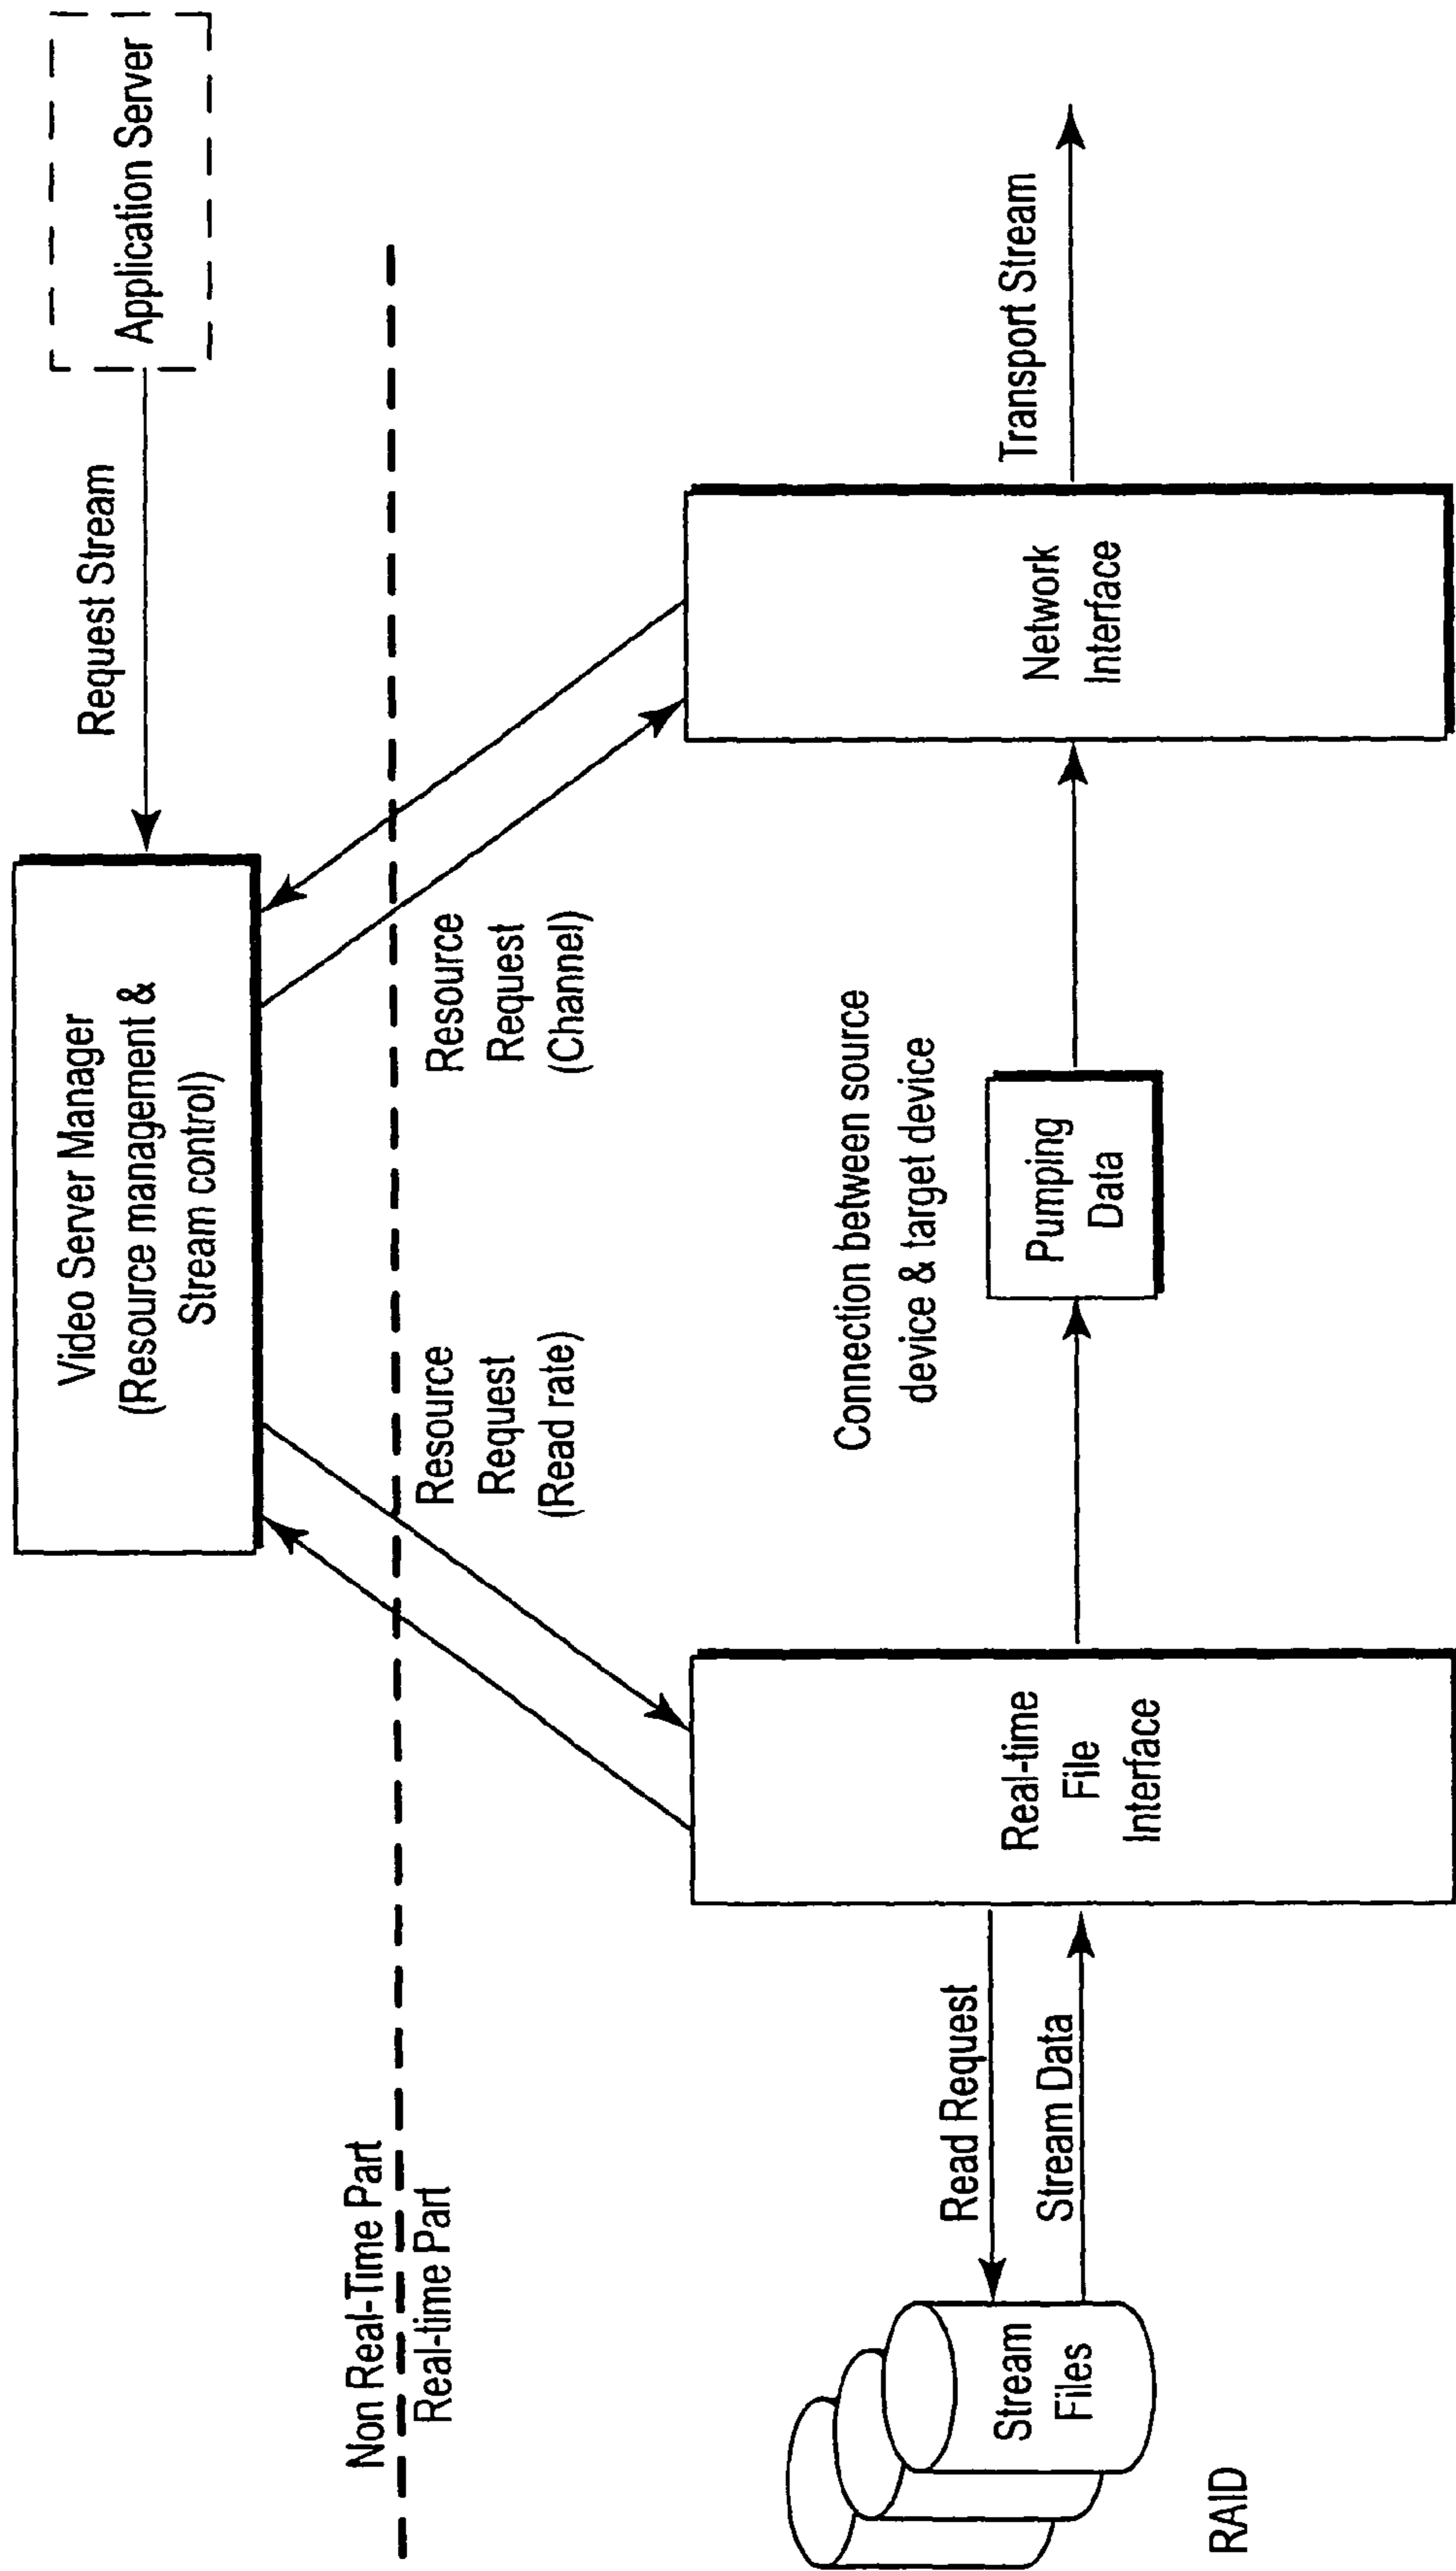 Application Server
Request Stream
Video Server Manager
(Resource management &
Stream control)
Non Real-Time Part
Real-time Part
Resource
Request
(Read rate)
Resource
Request
(Channel)
Connection between source
device & target device
Read Request
Stream Data
Stream
Files
RAID
Real-time
File
Interface
Pumping
Data
Network
Interface
Transport Stream